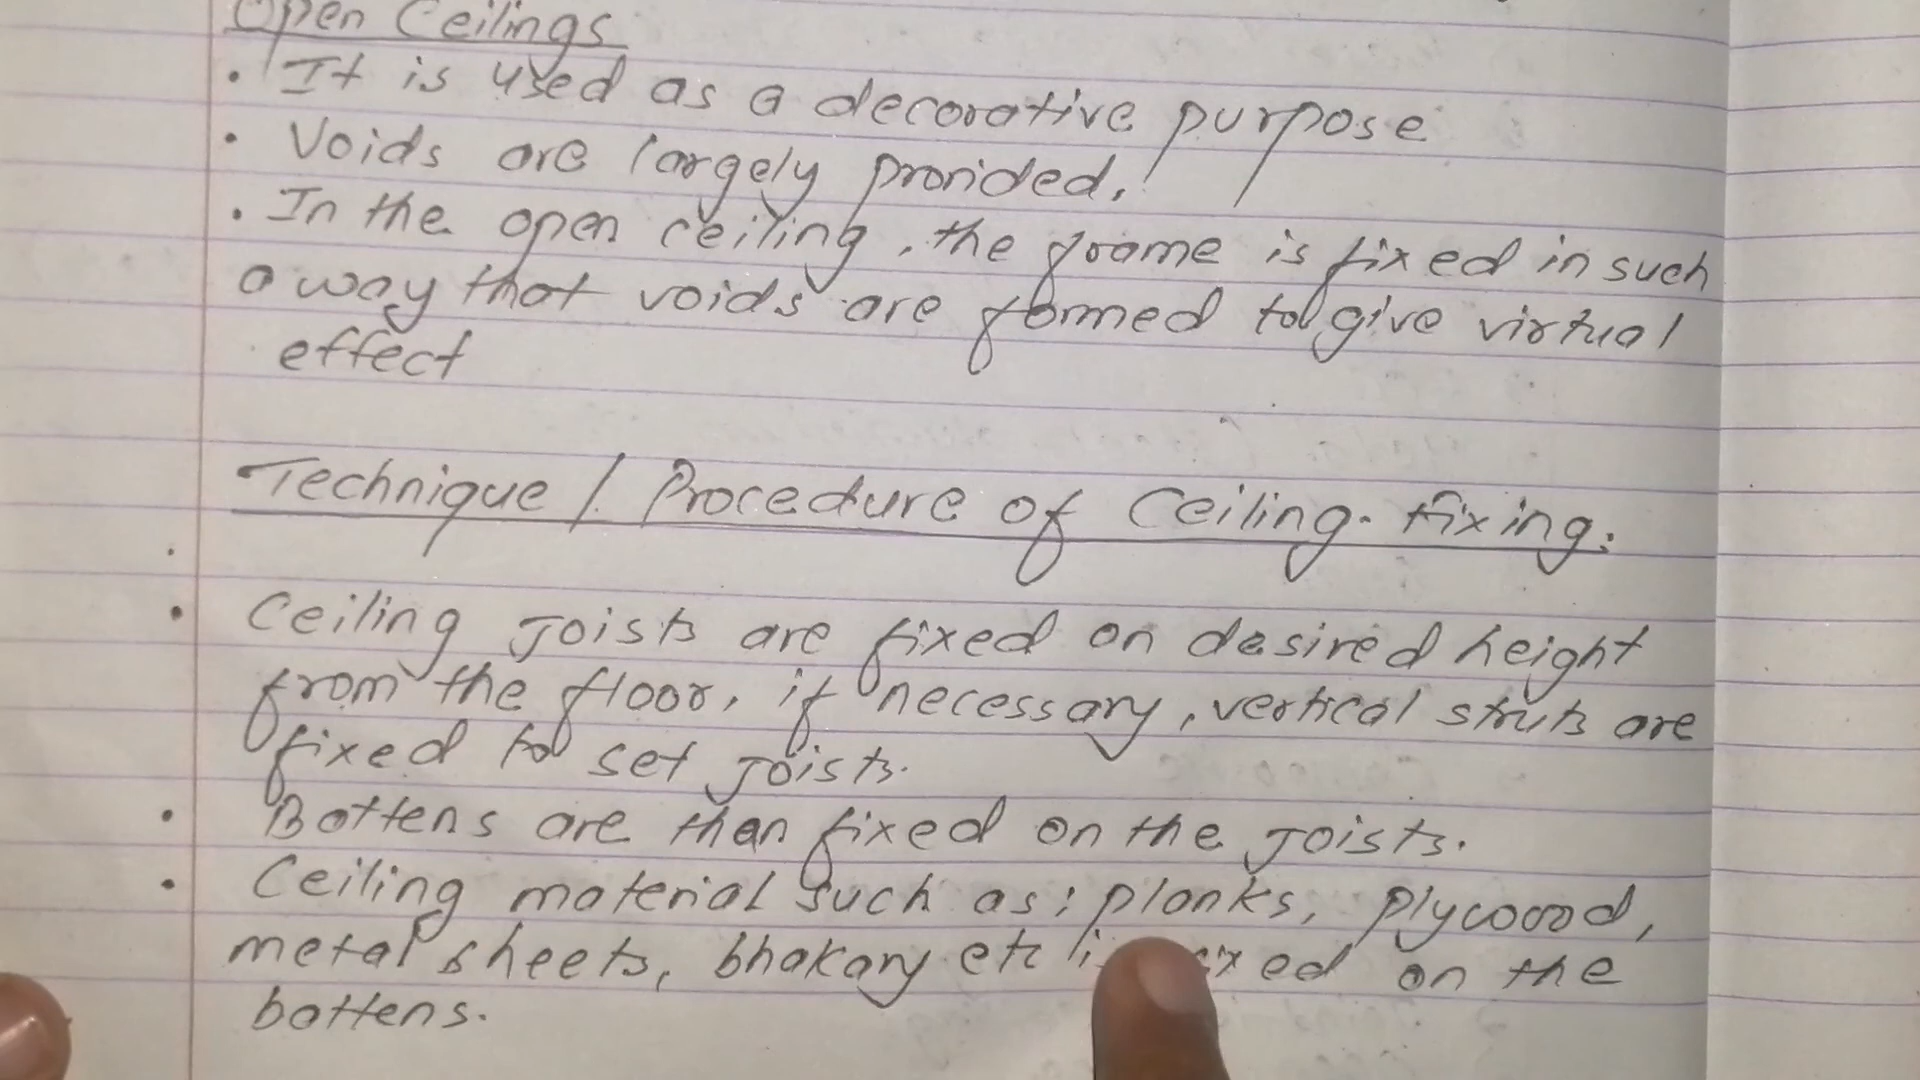 Open Ceilings
• It is used as a decorative purpose
• Voids are largely provided.
• In the open ceiling, the frame is fixed in such
a way that voids are formed to give virtual
effect
Technique / Procedure of Ceiling fixing:
• Ceiling Joists are fixed on desired height
from the floor, if necessary, vertical struts are
fixed to set Joists.
• Battens are than fixed on the Joists.
• Ceiling material such as: planks, plywood,
metal sheets, bhakary etc on the
battens.